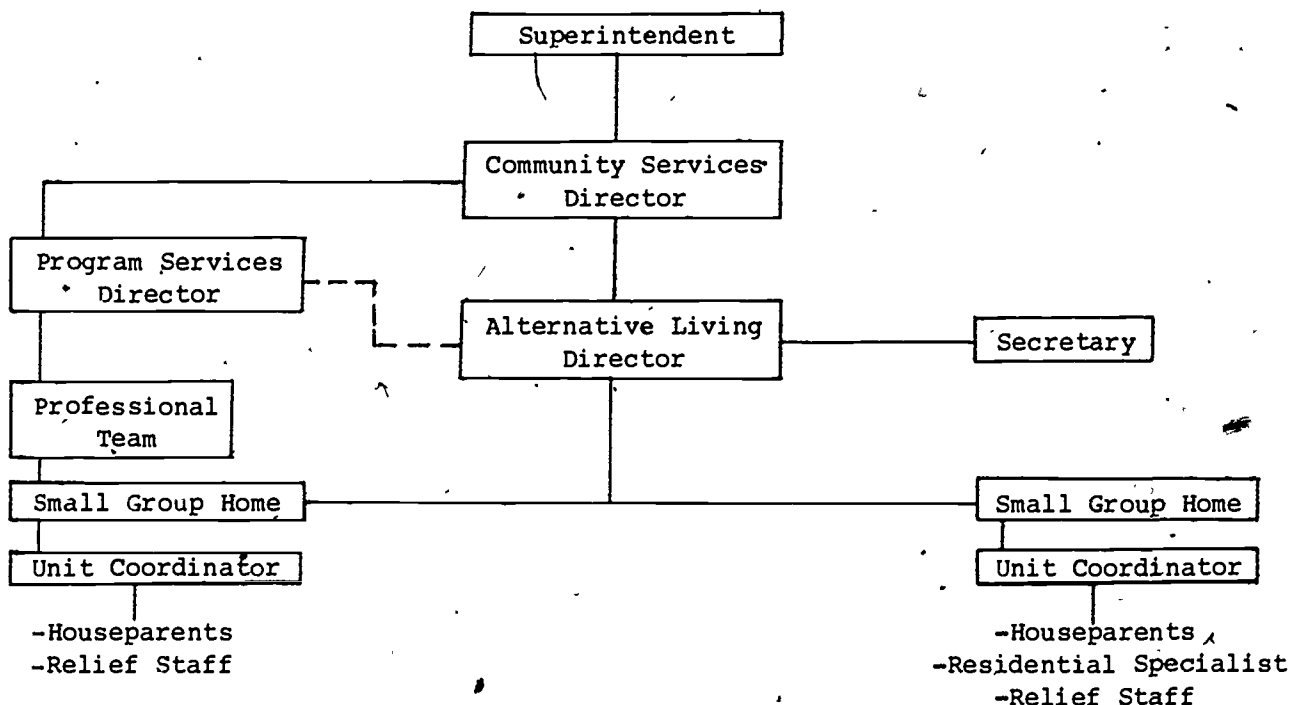 Superintendent
Community Services
Director
Program Services
Director
Alternative Living
Director
Secretary
Professional
Team
Small Group Home
Small Group Home
Unit Coordinator
Unit Coordinator
-Houseparents
-Relief Staff
-Houseparents
-Residential Specialist
-Relief Staff